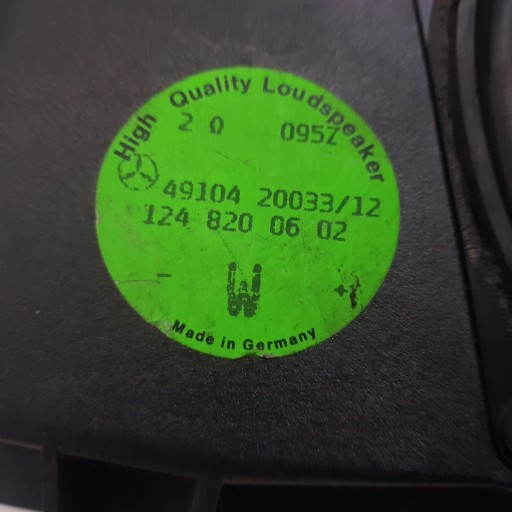 High Quality Loudspeaker
2 Ω 095Z
49104 20033/12
124 820 06 02
- +
Made in Germany